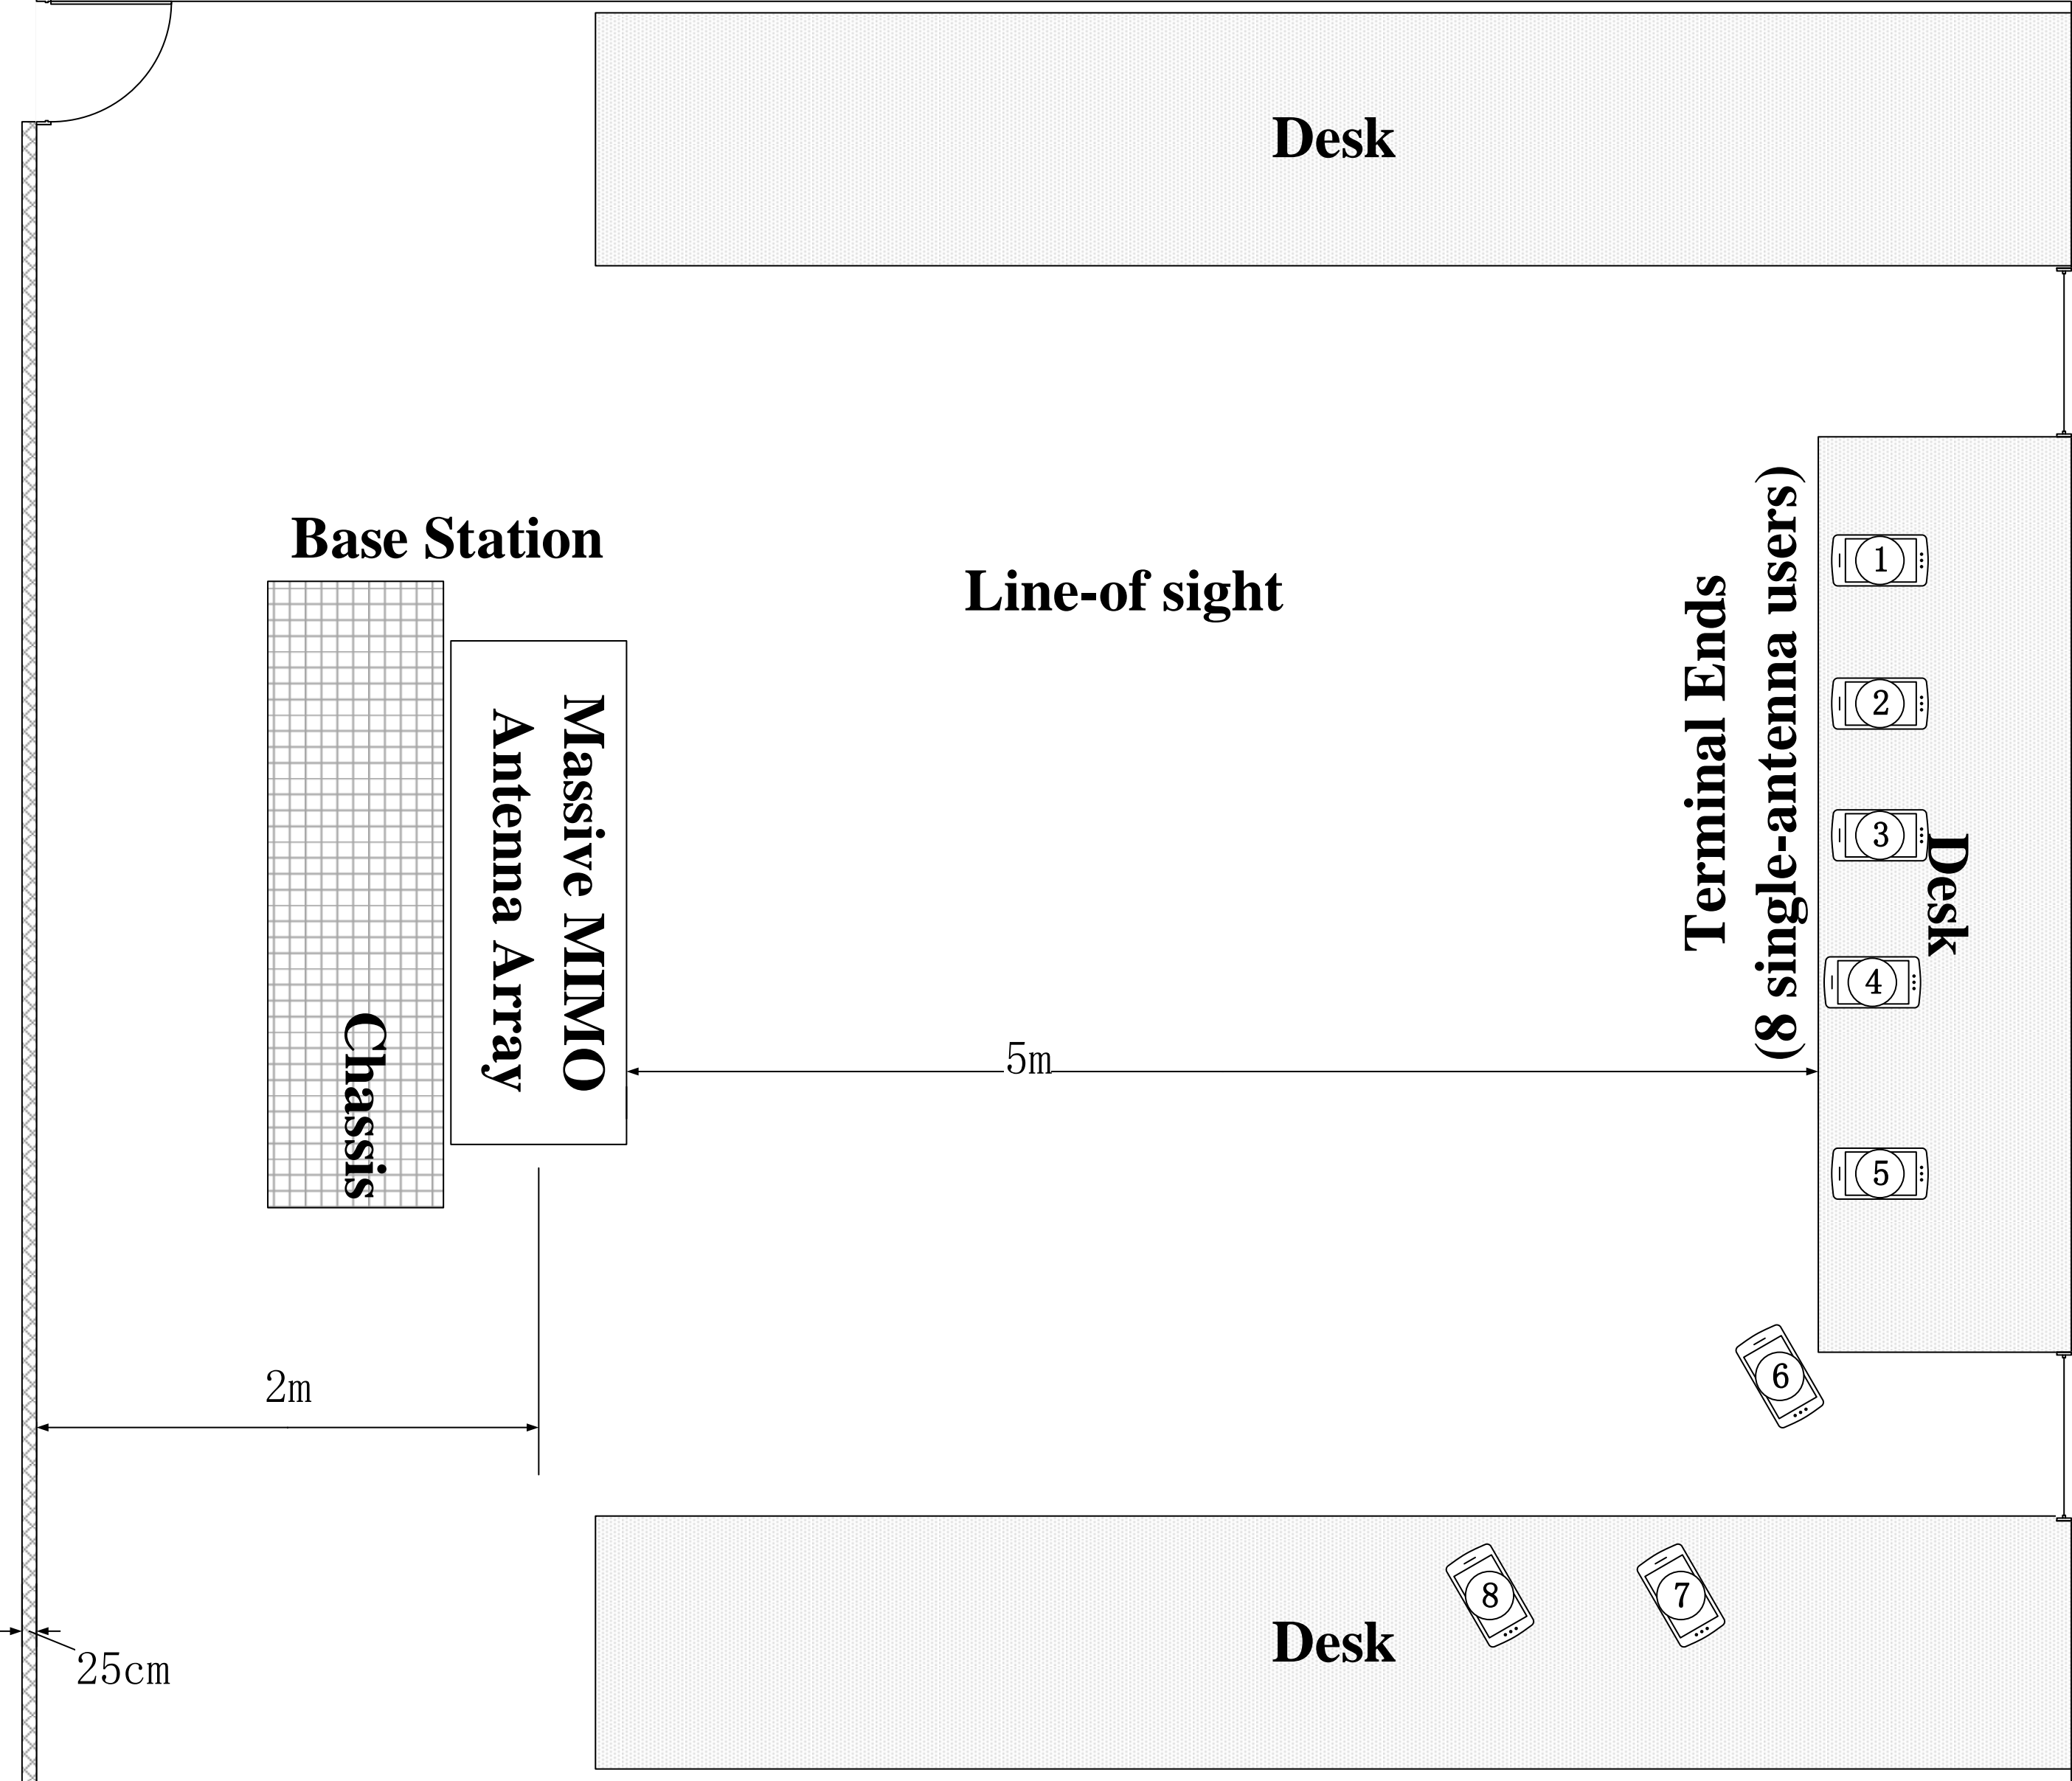 Desk
Base Station
Line-of sight
Chassis
Massive MIMO
Antenna Array
Terminal Ends
(8 single-antenna users)
1
2
3
Desk
4
5m
5
6
2m
8
7
Desk
25cm